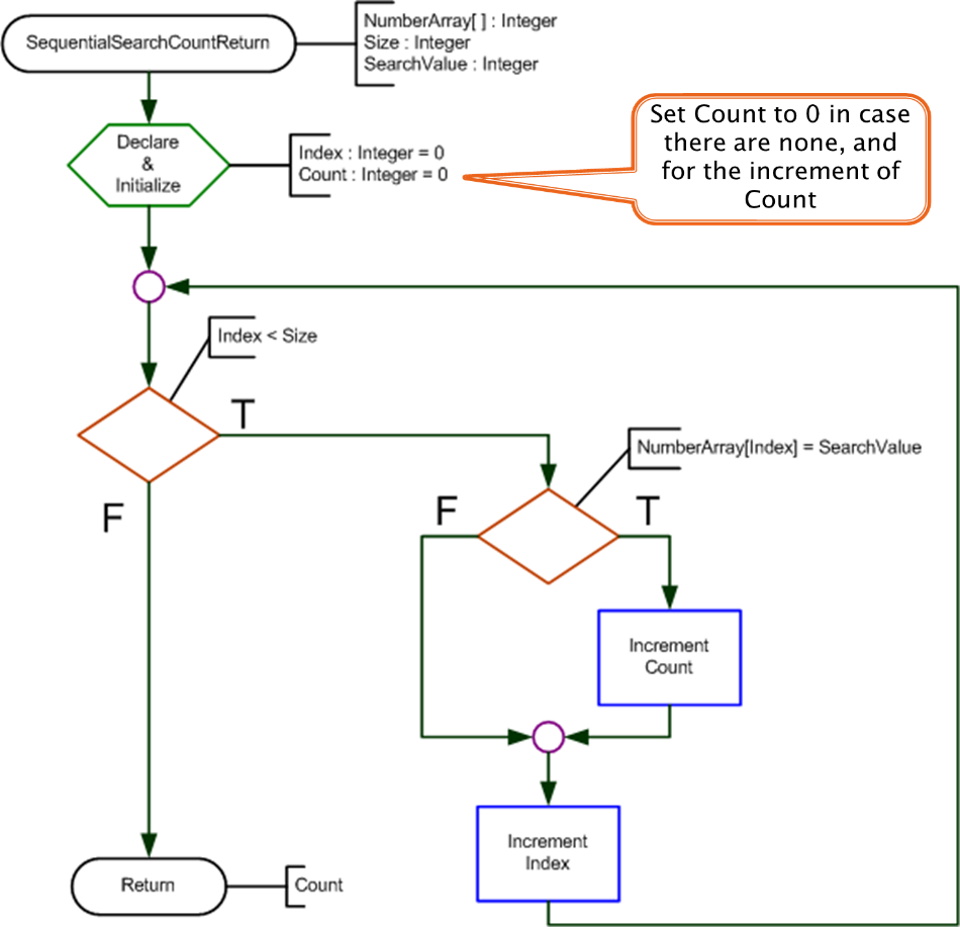 SequentialSearchCountReturn
NumberArray[ ] : Integer
Size : Integer
SearchValue : Integer
Declare
&
Initialize
Index : Integer = 0
Count : Integer = 0
Set Count to 0 in case
there are none, and
for the increment of
Count
Index < Size
T
F
NumberArray[Index] = SearchValue
F
T
Increment
Count
Increment
Index
Return
Count